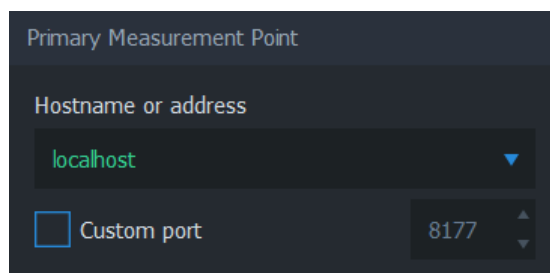 Primary Measurement Point
Hostname or address
localhost
Custom port 8177